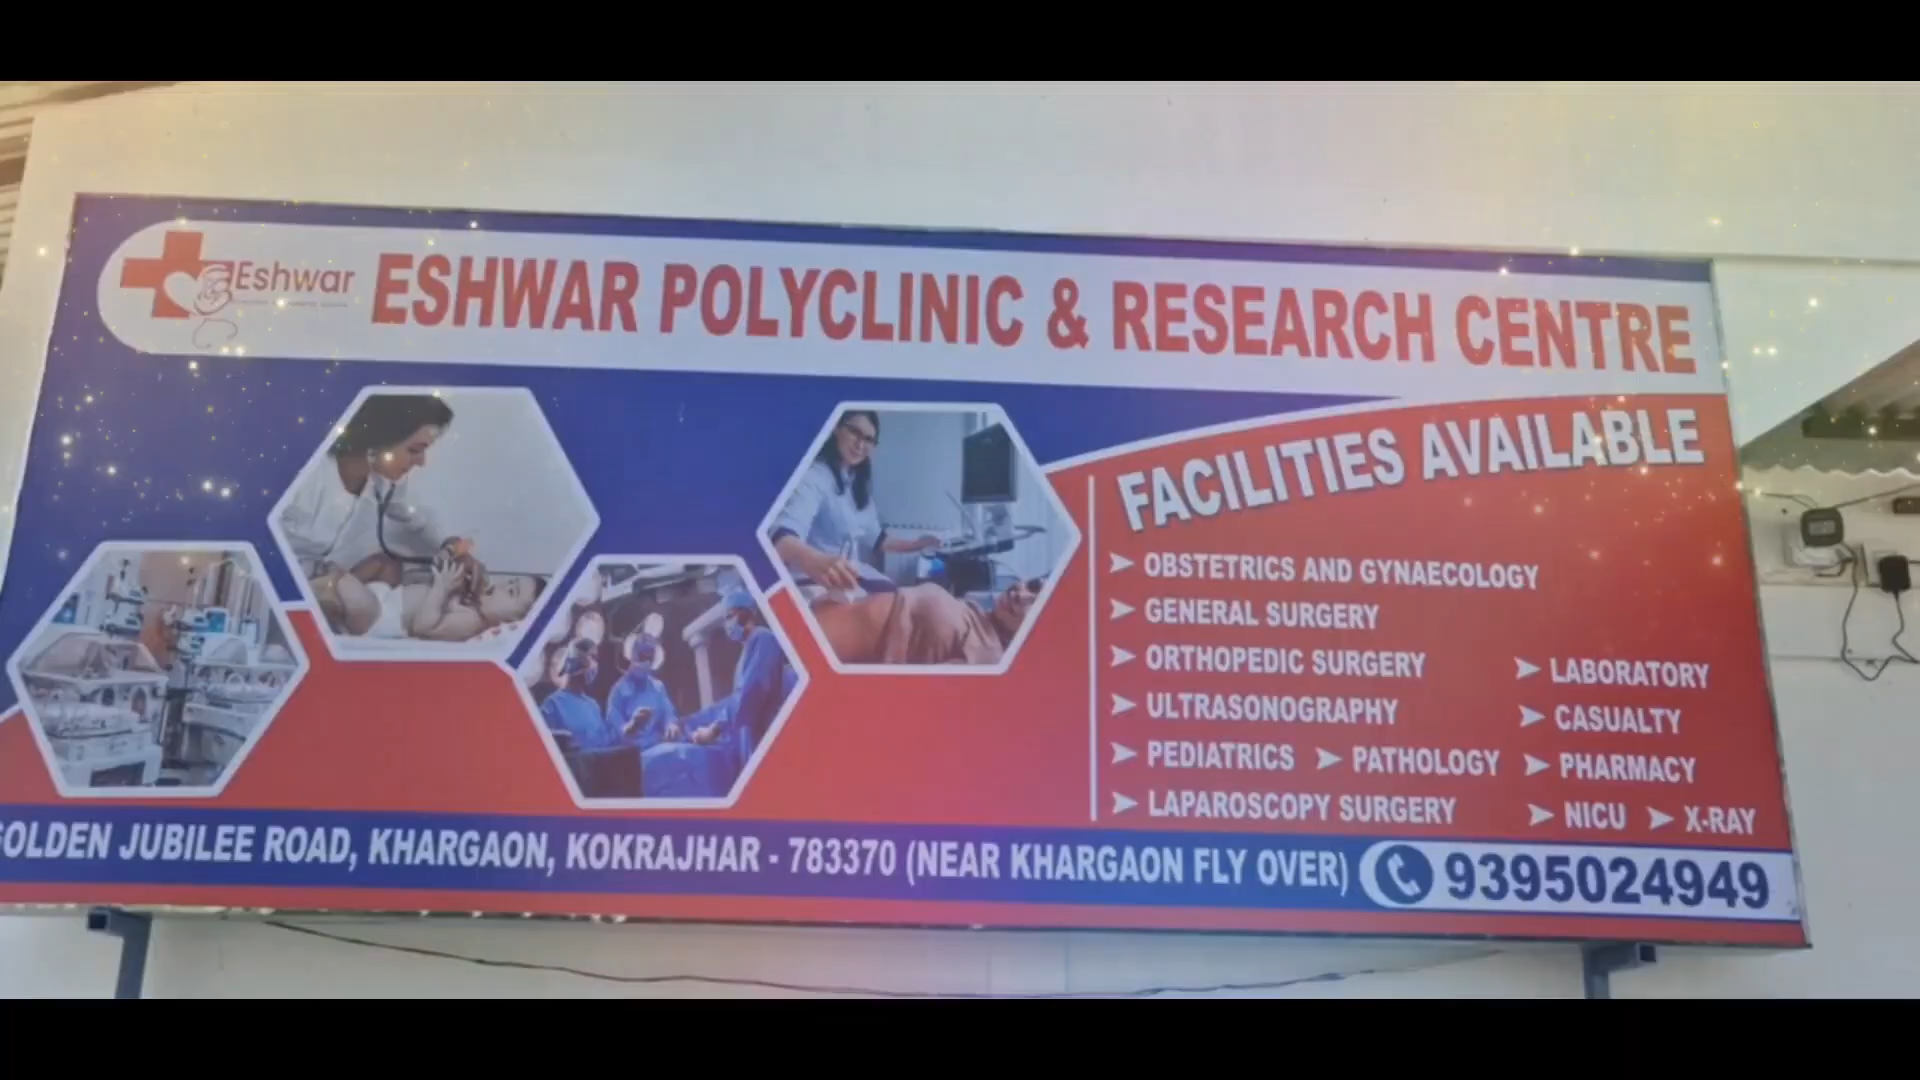 Eshwar
ESHWAR POLYCLINIC & RESEARCH CENTRE
FACILITIES AVAILABLE
OBSTETRICS AND GYNAECOLOGY
GENERAL SURGERY
ORTHOPEDIC SURGERY
LABORATORY
ULTRASONOGRAPHY
CASUALTY
PEDIATRICS PATHOLOGY PHARMACY
LAPAROSCOPY SURGERY NICU X-RAY
GOLDEN JUBILEE ROAD, KHARGAON, KOKRAJHAR - 783370 (NEAR KHARGAON FLY OVER) 9395024949